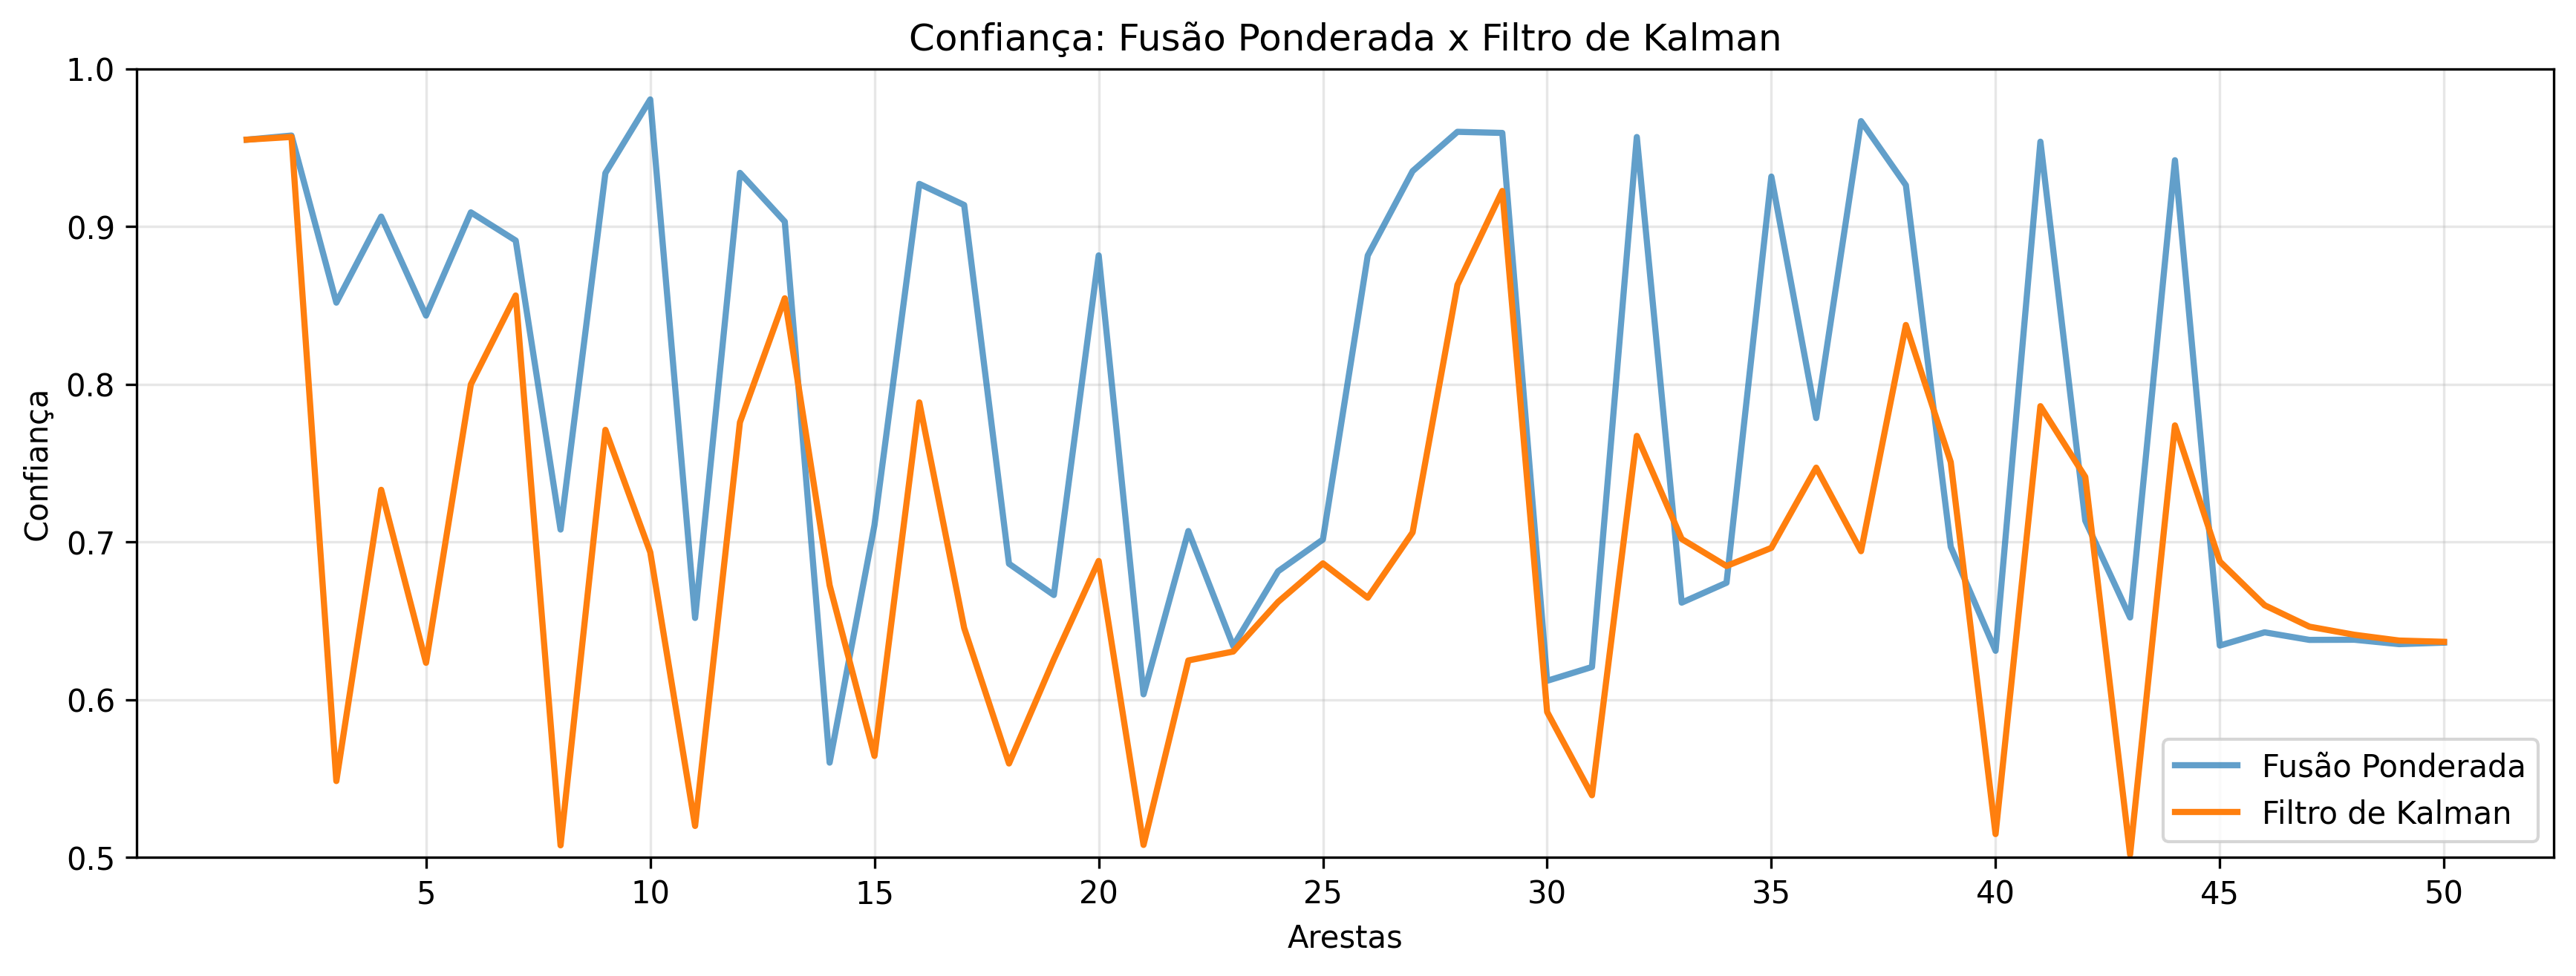 Confiança: Fusão Ponderada x Filtro de Kalman
1.0
0.9
0.8
0.7
0.6
0.5
Confiança
5 10 15 20 25 30 35 40 45 50
Arestas
Fusão Ponderada
Filtro de Kalman